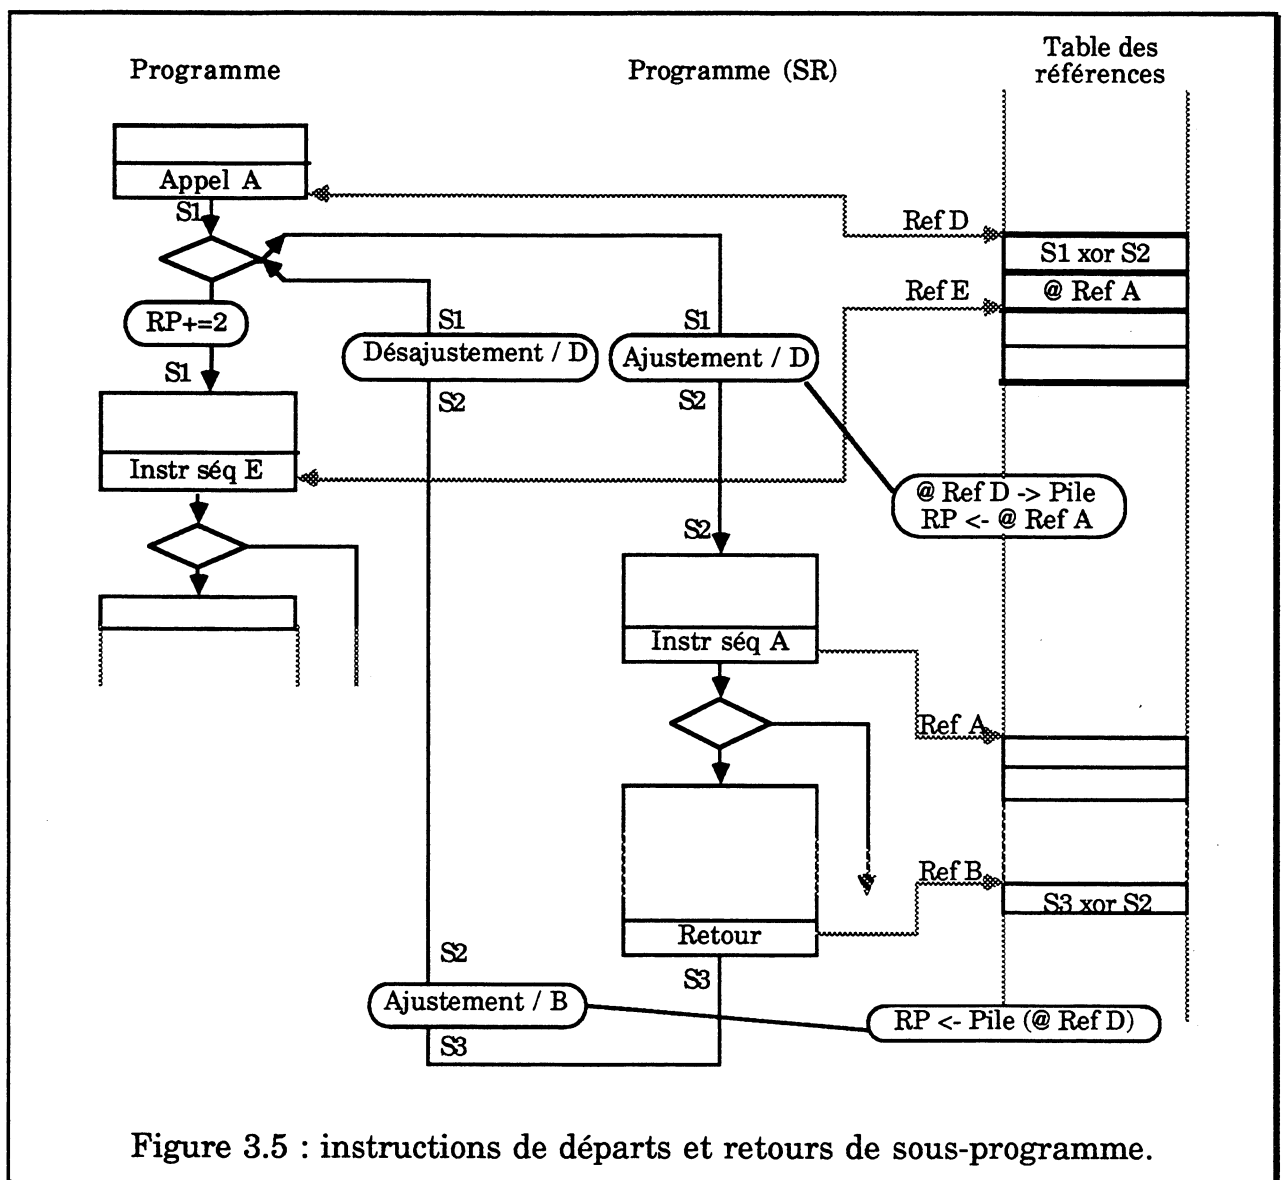 Programme
Programme (SR)
Table des
références
Appel A
S1
Ref D
S1 xor S2
Ref E
@ Ref A
RP+=2
S1
S1
S1
Désajustement / D
Ajustement / D
S2
S2
Instr séq E
@ Ref D -> Pile
RP <- @ Ref A
S2
Instr séq A
Ref A
Ref B
S3 xor S2
Retour
S2
S3
Ajustement / B
RP <- Pile (@ Ref D)
S3
Figure 3.5 : instructions de départs et retours de sous-programme.